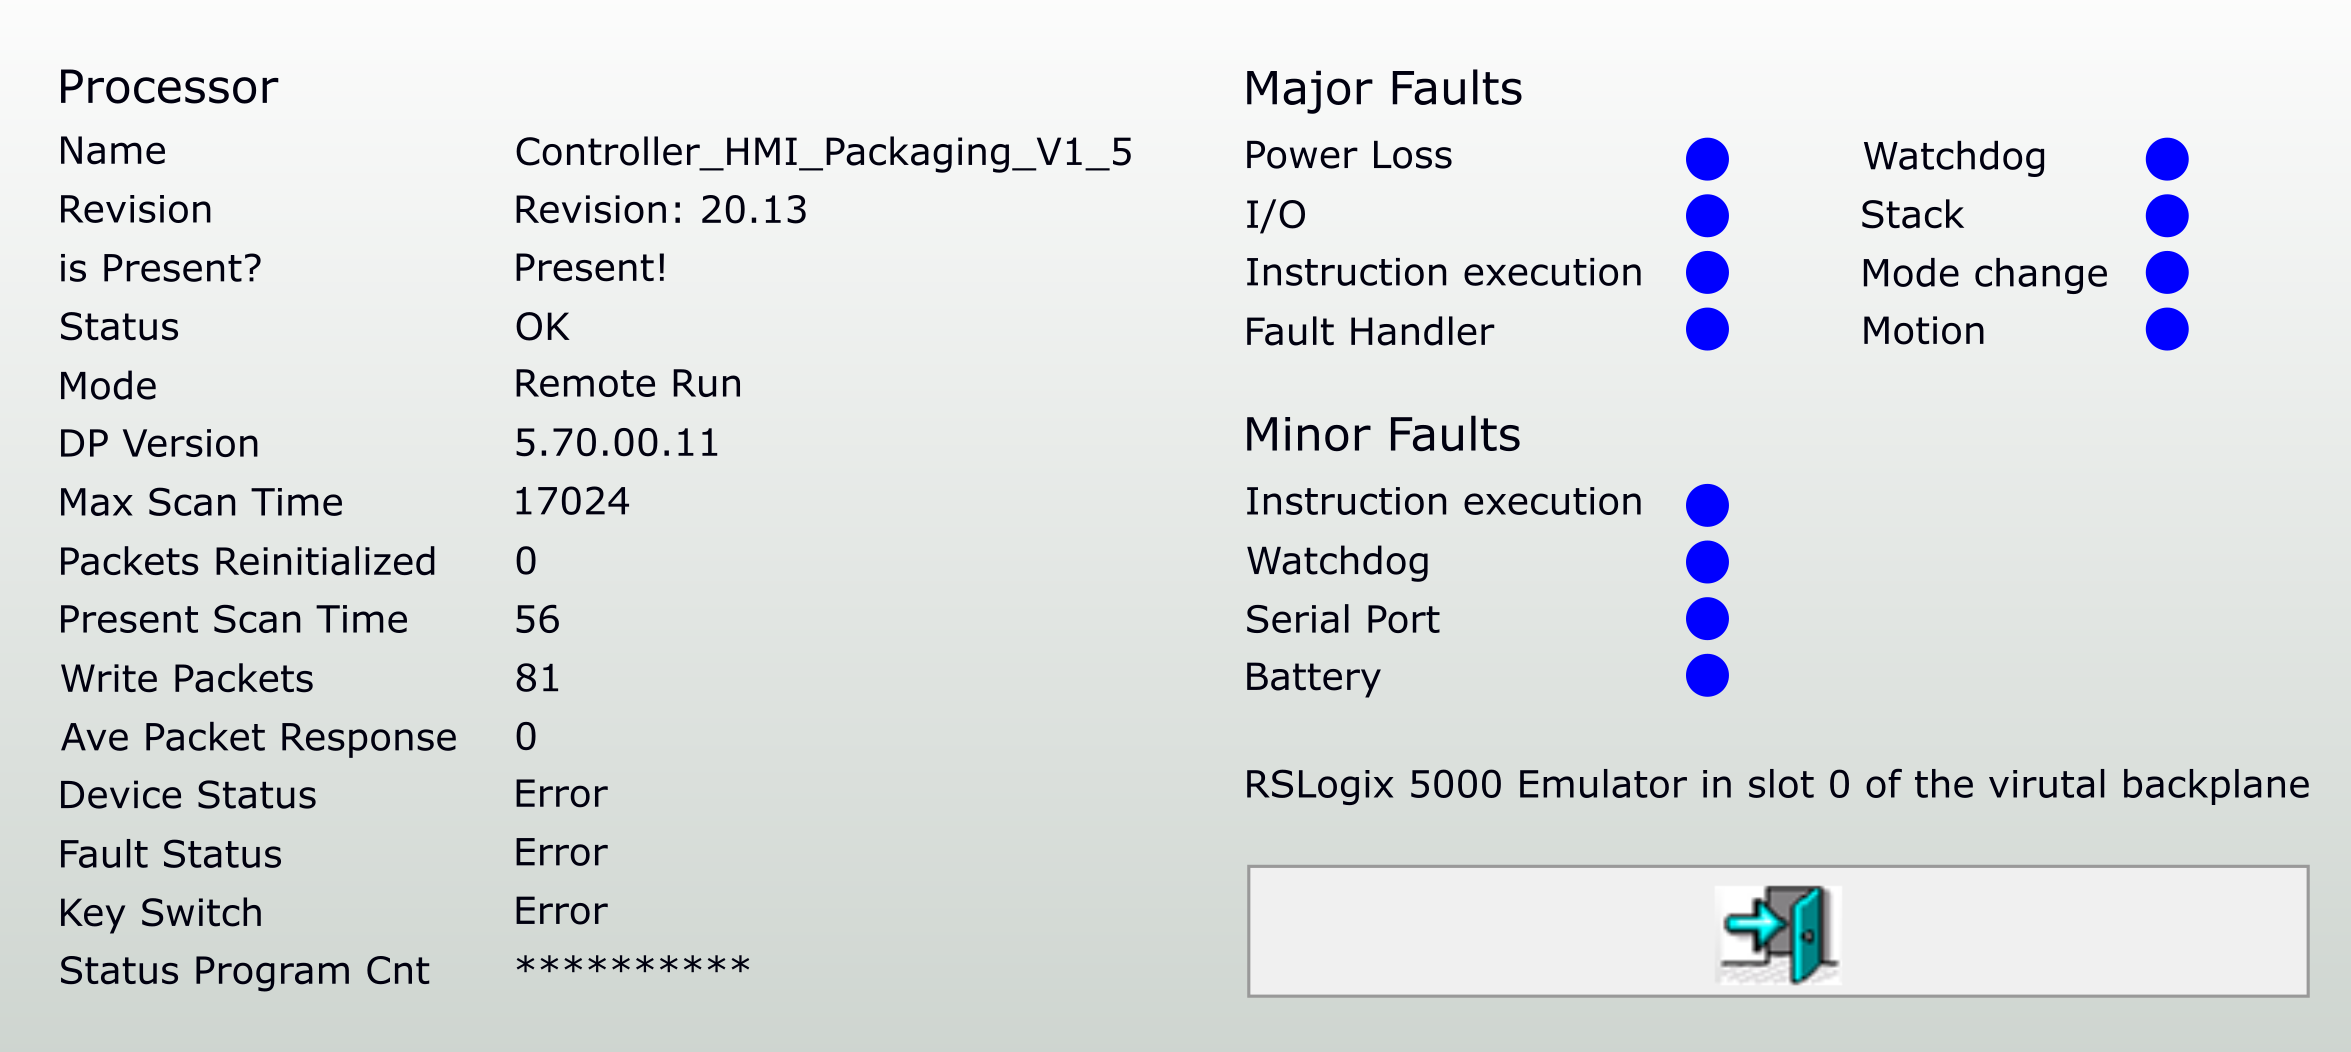 Processor
Name Controller_HMI_Packaging_V1_5
Revision Revision: 20.13
is Present? Present!
Status OK
Mode Remote Run
DP Version 5.70.00.11
Max Scan Time 17024
Packets Reinitialized 0
Present Scan Time 56
Write Packets 81
Ave Packet Response 0
Device Status Error
Fault Status Error
Key Switch Error
Status Program Cnt **********
Major Faults
Power Loss Watchdog
I/O Stack
Instruction execution Mode change
Fault Handler Motion
Minor Faults
Instruction execution
Watchdog
Serial Port
Battery
RSLogix 5000 Emulator in slot 0 of the virutal backplane